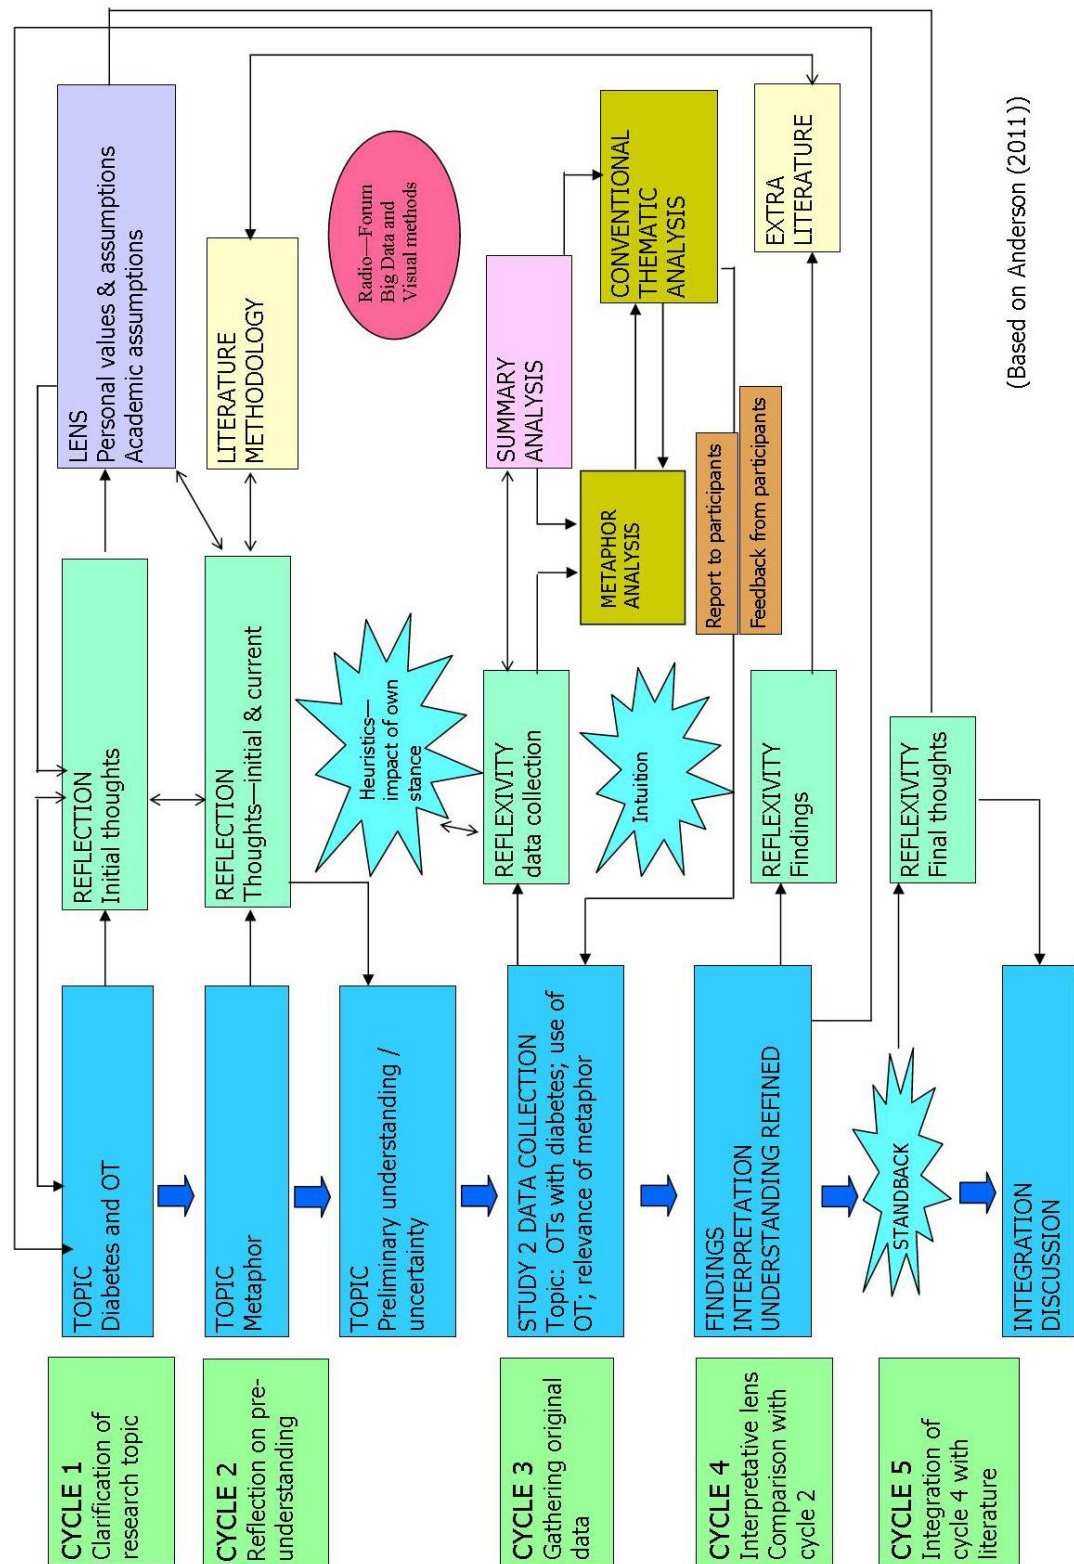 CYCLE 1
Clarification of
research topic
TOPIC
Diabetes and OT
REFLECTION
Initial thoughts
LENS
Personal values & assumptions
Academic assumptions
CYCLE 2
Reflection on pre-
understanding
TOPIC
Metaphor
REFLECTION
Thoughts—initial & current
LITERATURE
METHODOLOGY
TOPIC
Preliminary understanding /
uncertainty
Heuristics—
impact of own
stance
Radio—Forum
Big Data and
Visual methods
CYCLE 3
Gathering original
data
STUDY 2 DATA COLLECTION
Topic: OTs with diabetes; use of
OT; relevance of metaphor
REFLEXIVITY
data collection
SUMMARY
ANALYSIS
METAPHOR
ANALYSIS
CONVENTIONAL
THEMATIC
ANALYSIS
Intuition
Report to participants
Feedback from participants
CYCLE 4
Interpretative lens
Comparison with
cycle 2
FINDINGS
INTERPRETATION
UNDERSTANDING REFINED
REFLEXIVITY
Findings
EXTRA
LITERATURE
CYCLE 5
Integration of
cycle 4 with
literature
STANDBACK
REFLEXIVITY
Final thoughts
INTEGRATION
DISCUSSION
(Based on Anderson (2011))